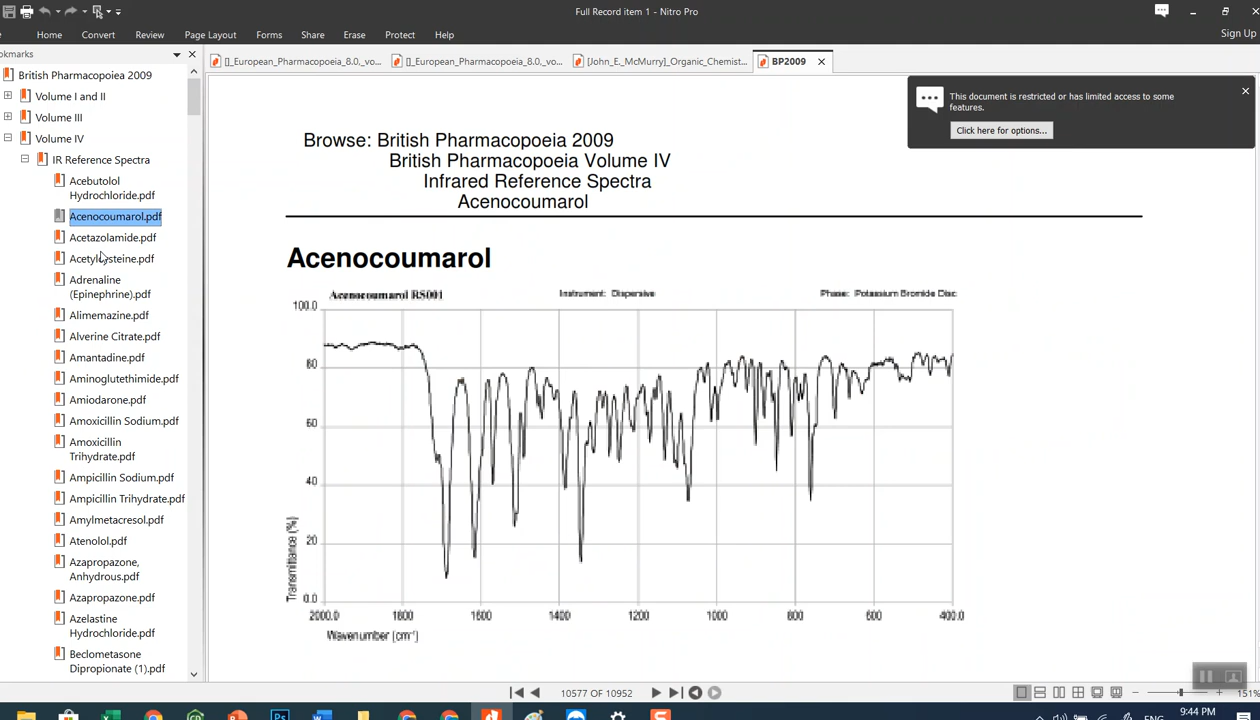 Full Record item 1 - Nitro Pro
Home Convert Review Page Layout Forms Share Erase Protect Help
Sign Up
okmarks
[]_European_Pharmacopoeia_8.0,_vo...
[]_European_Pharmacopoeia_8.0,_vo...
[John_E._McMurry]_Organic_Chemist...
BP2009
British Pharmacopoeia 2009
Volume I and II
Volume III
Volume IV
IR Reference Spectra
Acebutolol
Hydrochloride.pdf
Acenocoumarol.pdf
Acetazolamide.pdf
Acetylcysteine.pdf
Adrenaline
(Epinephrine).pdf
Alimemazine.pdf
Alverine Citrate.pdf
Amantadine.pdf
Aminoglutethimide.pdf
Amiodarone.pdf
Amoxicillin Sodium.pdf
Amoxicillin
Trihydrate.pdf
Ampicillin Sodium.pdf
Ampicillin Trihydrate.pdf
Amylmetacresol.pdf
Atenolol.pdf
Azapropazone,
Anhydrous.pdf
Azapropazone.pdf
Azelastine
Hydrochloride.pdf
Beclometasone
Dipropionate (1).pdf
This document is restricted or has limited access to some
features.
Click here for options...
Browse: British Pharmacopoeia 2009
British Pharmacopoeia Volume IV
Infrared Reference Spectra
Acenocoumarol
Acenocoumarol
Acenocoumarol RS001 Instrument: Dispersive Phase: Potassium Bromide Disc
100.0
80
60
40
20
0.0
Transmittance (%)
2000.0 1800 1600 1400 1200 1000 800 600 400.0
Wavenumber [cm⁻¹]
10577 OF 10952
151%
ENG
9:44 PM